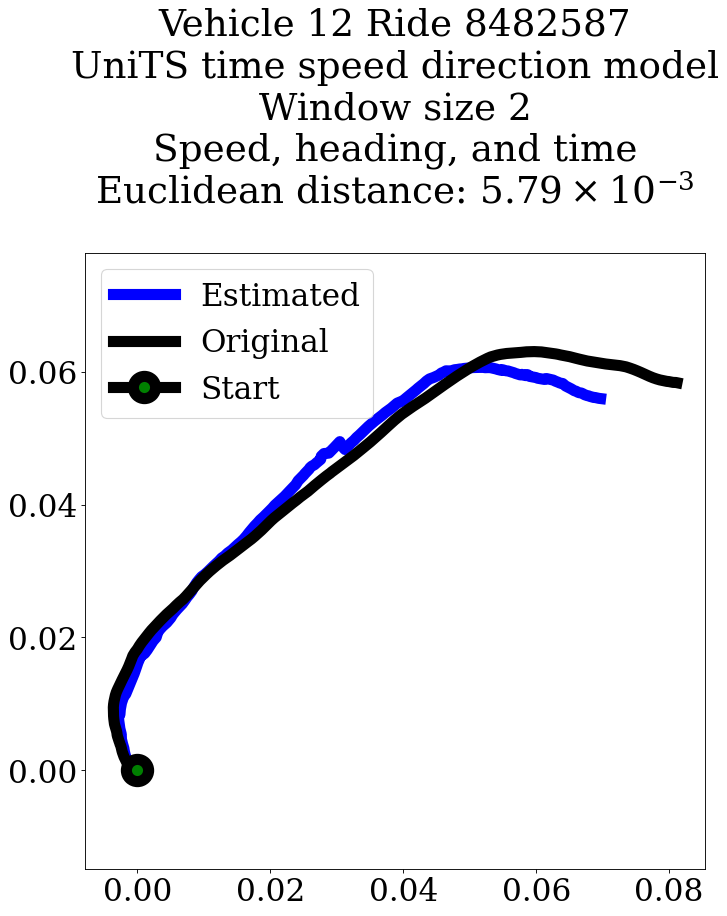 Vehicle 12 Ride 8482587
UniTS time speed direction model
Window size 2
Speed, heading, and time
Euclidean distance: 5.79 × 10⁻³
Estimated
Original
Start
0.06
0.04
0.02
0.00
0.00 0.02 0.04 0.06 0.08